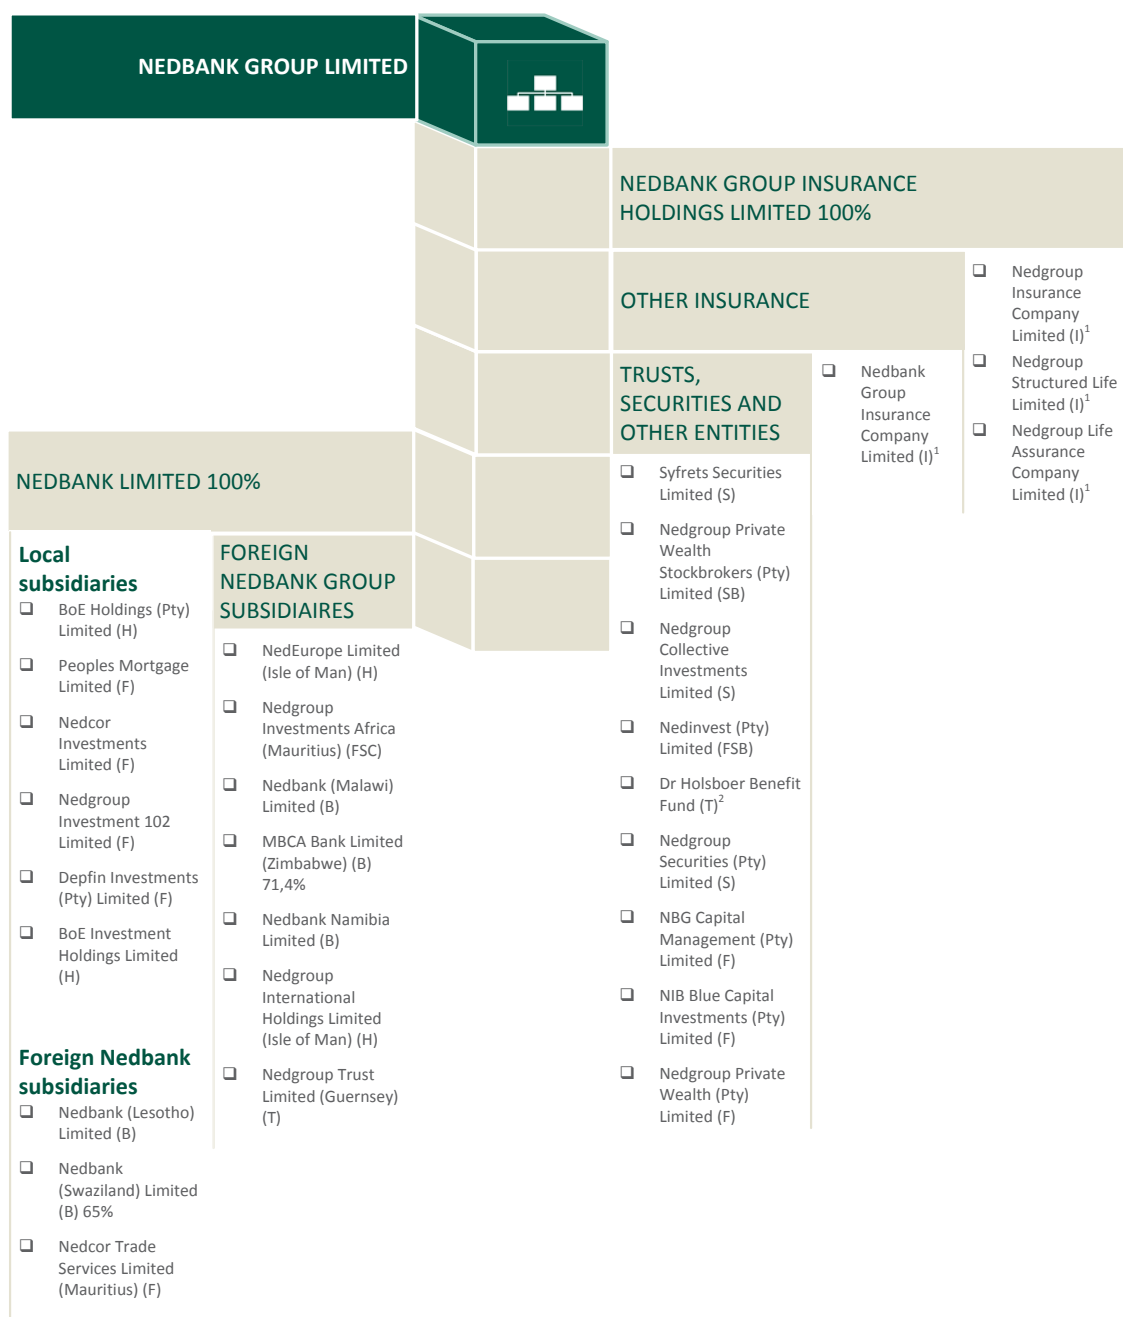 NEDBANK GROUP LIMITED
NEDBANK GROUP INSURANCE
HOLDINGS LIMITED 100%
❑ Nedgroup
Insurance
Company
Limited (I)1
❑ Nedgroup
Structured Life
Limited (I)1
❑ Nedgroup Life
Assurance
Company
Limited (I)1
OTHER INSURANCE
❑ Nedbank
Group
Insurance
Company
Limited (I)1
TRUSTS,
SECURITIES AND
OTHER ENTITIES
❑ Syfrets Securities
Limited (S)
❑ Nedgroup Private
Wealth
Stockbrokers (Pty)
Limited (SB)
❑ Nedgroup
Collective
Investments
Limited (S)
❑ Nedinvest (Pty)
Limited (FSB)
❑ Dr Holsboer Benefit
Fund (T)2
❑ Nedgroup
Securities (Pty)
Limited (S)
❑ NBG Capital
Management (Pty)
Limited (F)
❑ NIB Blue Capital
Investments (Pty)
Limited (F)
❑ Nedgroup Private
Wealth (Pty)
Limited (F)
NEDBANK LIMITED 100%
Local
subsidiaries
❑ BoE Holdings (Pty)
Limited (H)
❑ Peoples Mortgage
Limited (F)
❑ Nedcor
Investments
Limited (F)
❑ Nedgroup
Investment 102
Limited (F)
❑ Depfin Investments
(Pty) Limited (F)
❑ BoE Investment
Holdings Limited
(H)
Foreign Nedbank
subsidiaries
❑ Nedbank (Lesotho)
Limited (B)
❑ Nedbank
(Swaziland) Limited
(B) 65%
❑ Nedcor Trade
Services Limited
(Mauritius) (F)
FOREIGN
NEDBANK GROUP
SUBSIDIAIRES
❑ NedEurope Limited
(Isle of Man) (H)
❑ Nedgroup
Investments Africa
(Mauritius) (FSC)
❑ Nedbank (Malawi)
Limited (B)
❑ MBCA Bank Limited
(Zimbabwe) (B)
71,4%
❑ Nedbank Namibia
Limited (B)
❑ Nedgroup
International
Holdings Limited
(Isle of Man) (H)
❑ Nedgroup Trust
Limited (Guernsey)
(T)